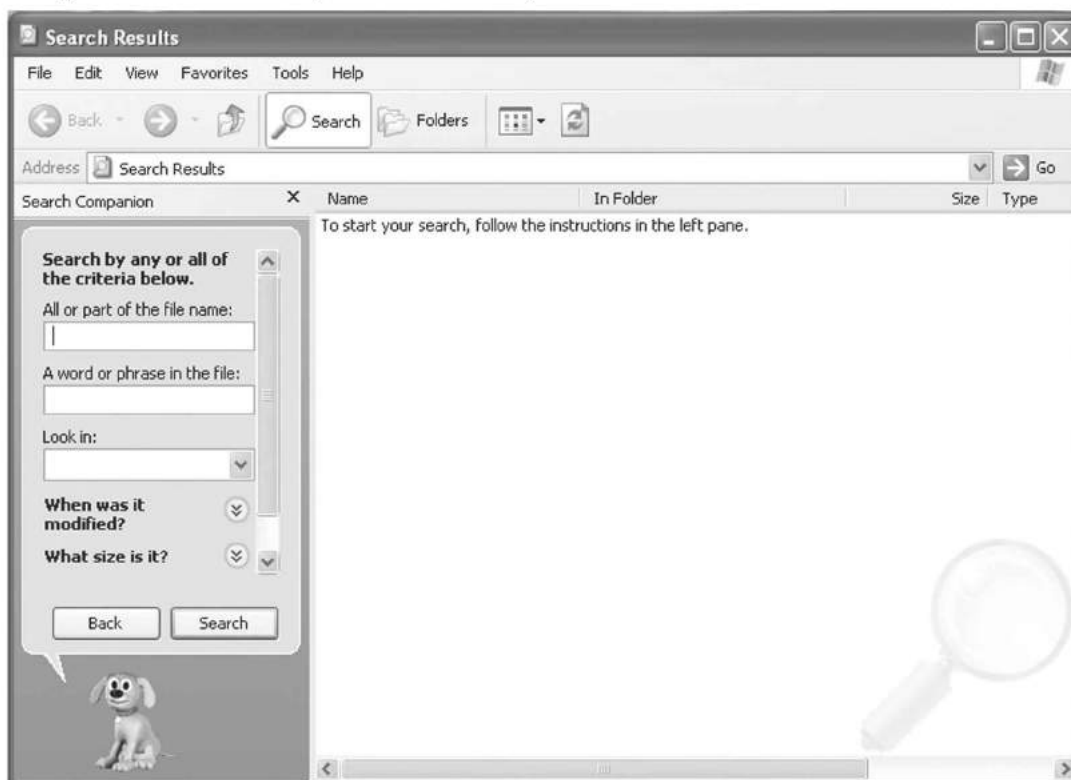 Search Results
File Edit View Favorites Tools Help
Back Search Folders
Address Search Results Go
Search Companion Name In Folder Size Type
To start your search, follow the instructions in the left pane.
Search by any or all of
the criteria below.
All or part of the file name:
A word or phrase in the file:
Look in:
When was it
modified?
What size is it?
Back Search